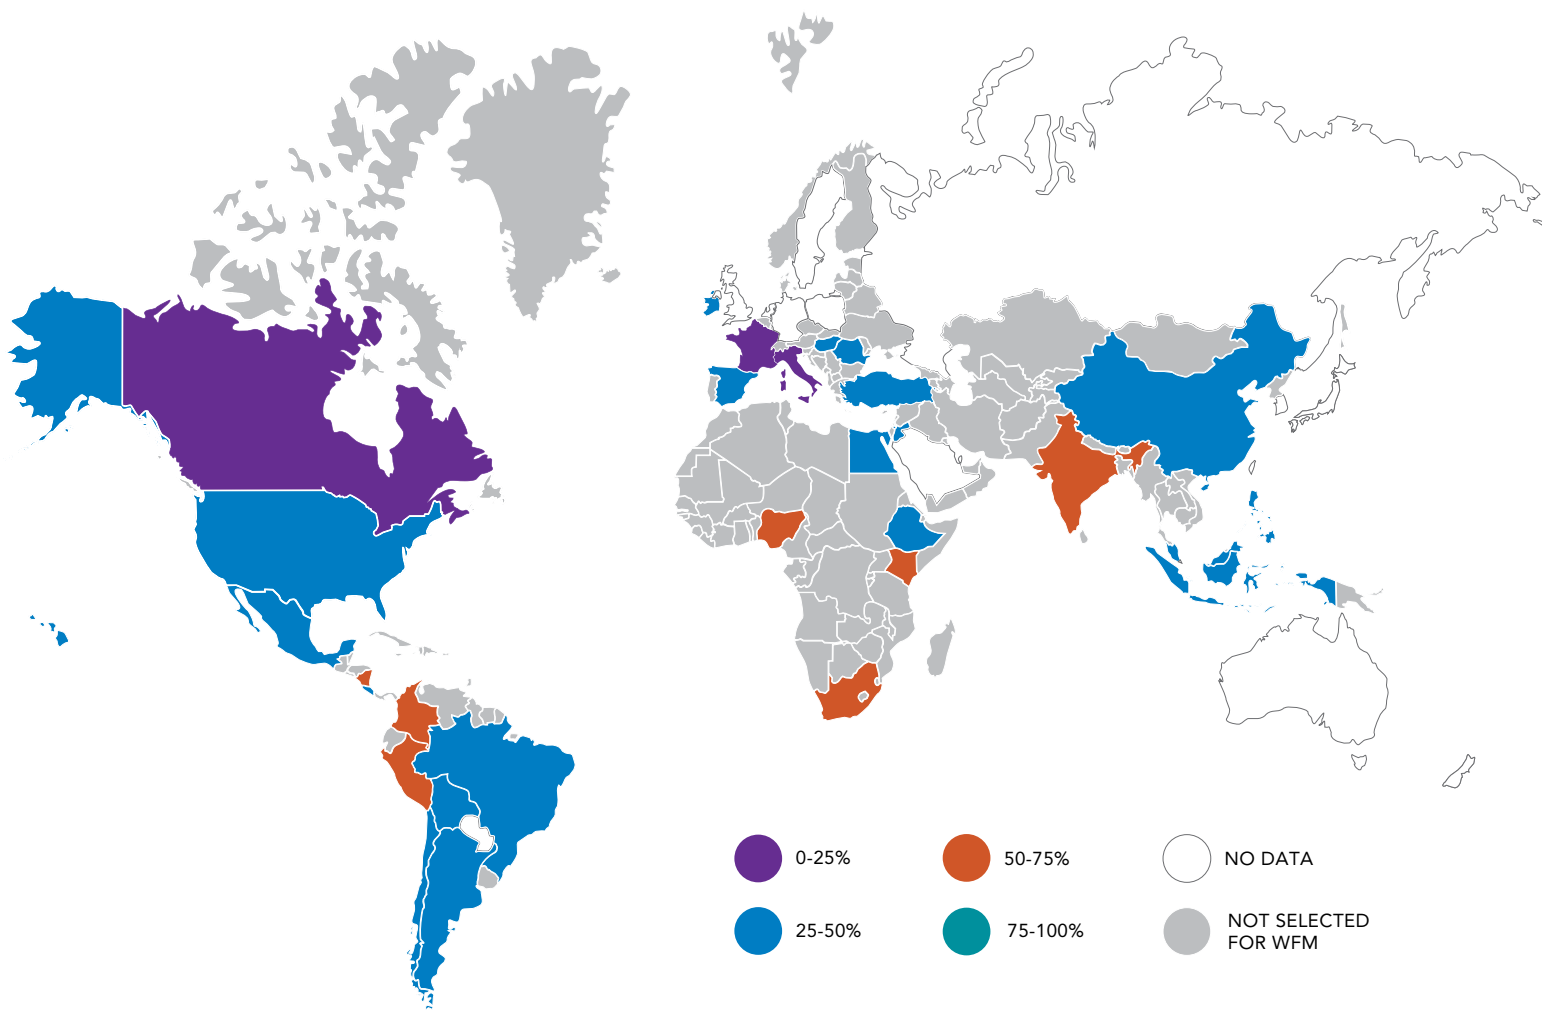 0-25%
50-75%
NO DATA
25-50%
75-100%
NOT SELECTED
FOR WFM